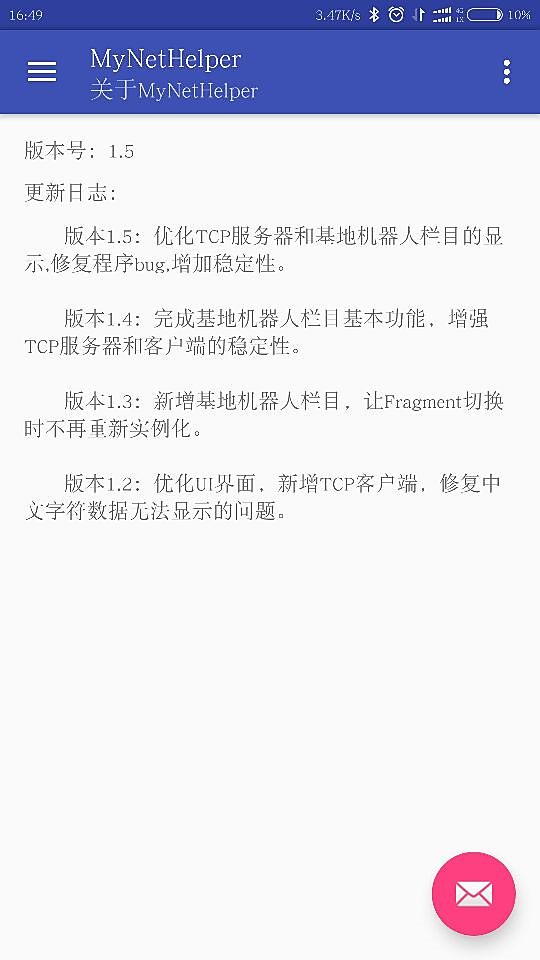 16:49
3.47K/s 4G 1X 10%
MyNetHelper
关于MyNetHelper
版本号：1.5
更新日志：
版本1.5：优化TCP服务器和基地机器人栏目的显
示,修复程序bug,增加稳定性。
版本1.4：完成基地机器人栏目基本功能，增强
TCP服务器和客户端的稳定性。
版本1.3：新增基地机器人栏目，让Fragment切换
时不再重新实例化。
版本1.2：优化UI界面，新增TCP客户端，修复中
文字符数据无法显示的问题。